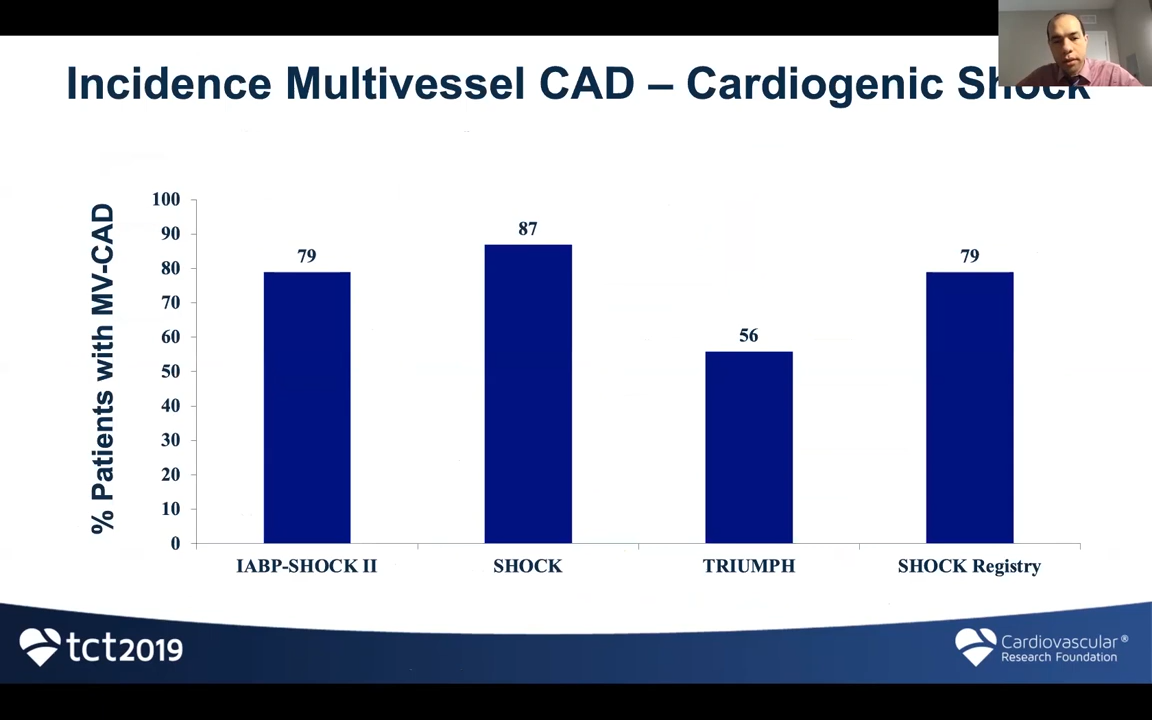 Incidence Multivessel CAD – Cardiogenic Shock
% Patients with MV-CAD
100
90
80
70
60
50
40
30
20
10
0
79
87
56
79
IABP-SHOCK II
SHOCK
TRIUMPH
SHOCK Registry
tct2019
Cardiovascular®
Research Foundation